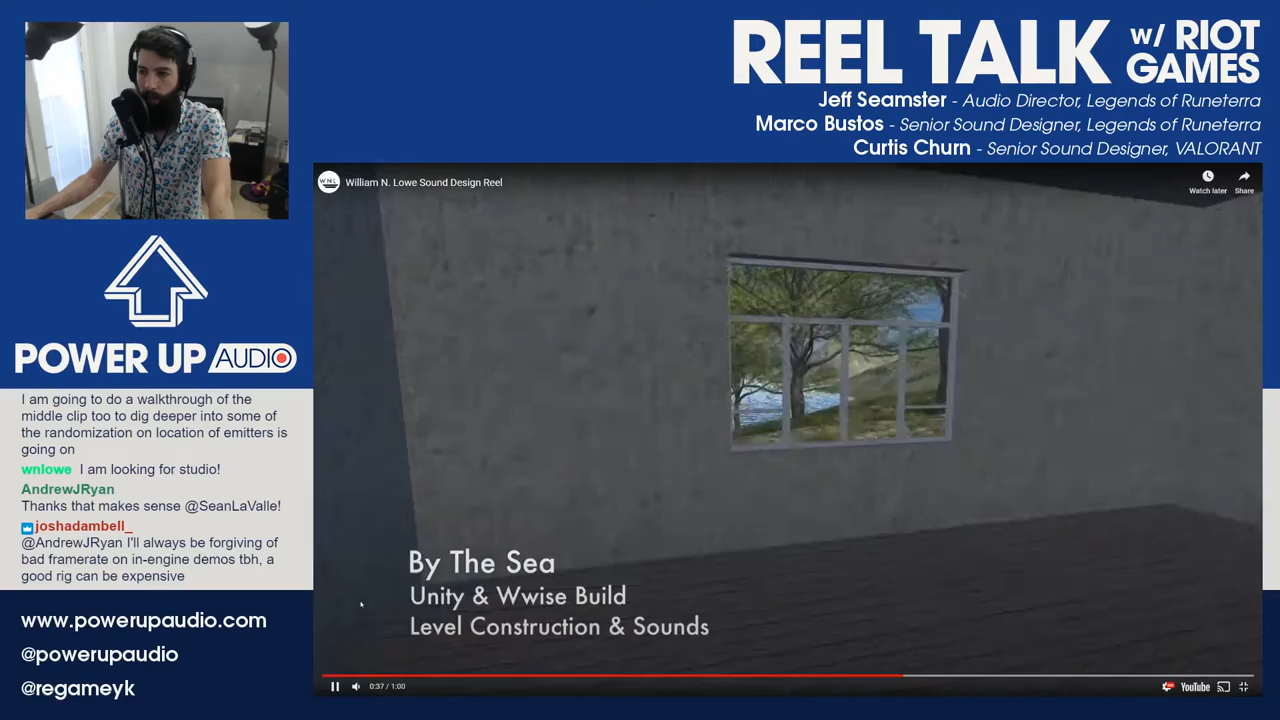 REEL TALK W/ RIOT GAMES
Jeff Seamster - Audio Director, Legends of Runeterra
Marco Bustos - Senior Sound Designer, Legends of Runeterra
Curtis Churn - Senior Sound Designer, VALORANT
WNL
William N. Lowe Sound Design Reel
Watch later
Share
POWER UP AUDIO
I am going to do a walkthrough of the
middle clip too to dig deeper into some of
the randomization on location of emitters is
going on
wnlowe I am looking for studio!
AndrewJRyan
Thanks that makes sense @SeanLaValle!
joshadambell_
@AndrewJRyan I'll always be forgiving of
bad framerate on in-engine demos tbh, a
good rig can be expensive
www.powerupaudio.com
@powerupaudio
@regameyk
By The Sea
Unity & Wwise Build
Level Construction & Sounds
0:37 / 1:00
YouTube